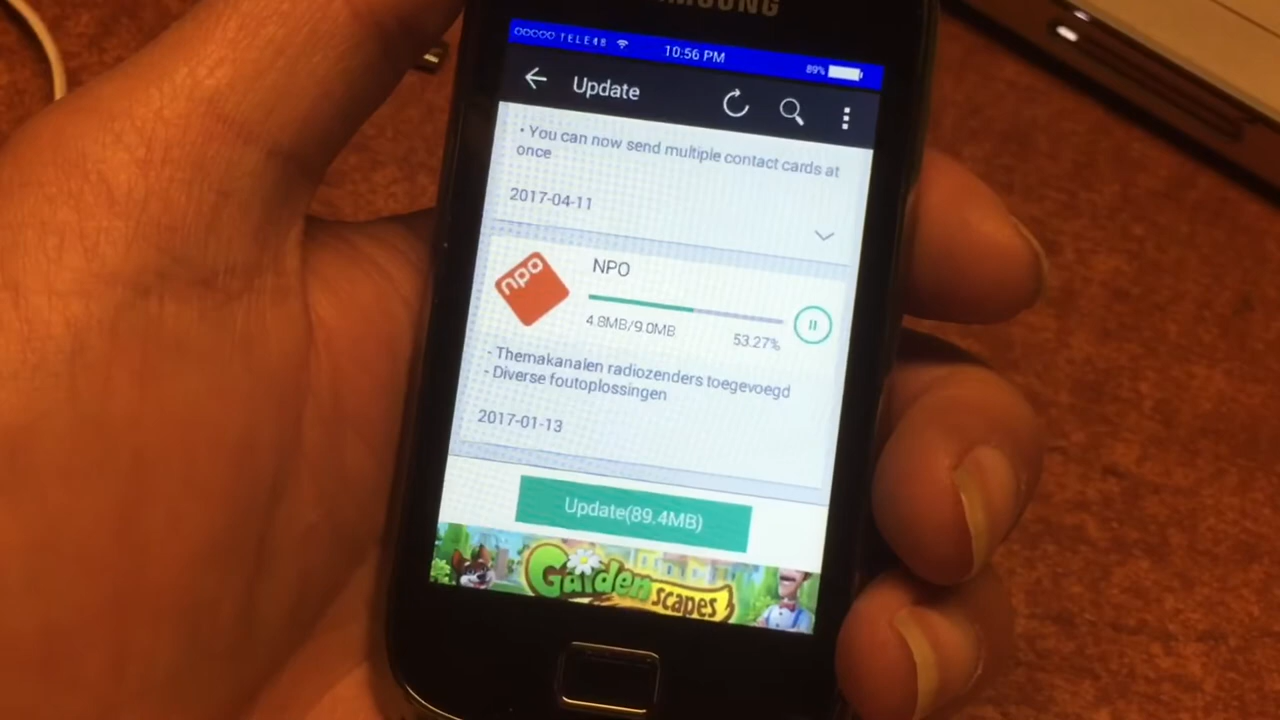 SAMSUNG
TELE48
10:56 PM
89%
Update
• You can now send multiple contact cards at
once
2017-04-11
npo
NPO
4.8MB/9.0MB
53.27%
- Themakanalen radiozenders toegevoegd
- Diverse foutoplossingen
2017-01-13
Update(89.4MB)
Gardenscapes